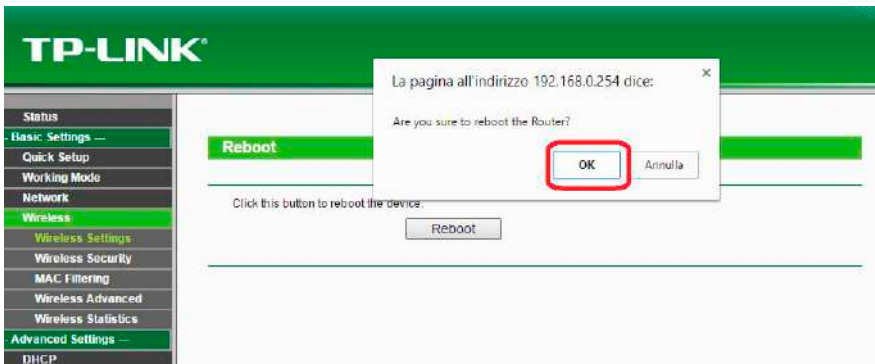 TP-LINK
La pagina all'indirizzo 192.168.0.254 dice:
×
Are you sure to reboot the Router?
OK
Annulla
Status
- Basic Settings —
Quick Setup
Working Mode
Network
Wireless
Wireless Settings
Wireless Security
MAC Filtering
Wireless Advanced
Wireless Statistics
- Advanced Settings —
DHCP
Reboot
Click this button to reboot the device.
Reboot